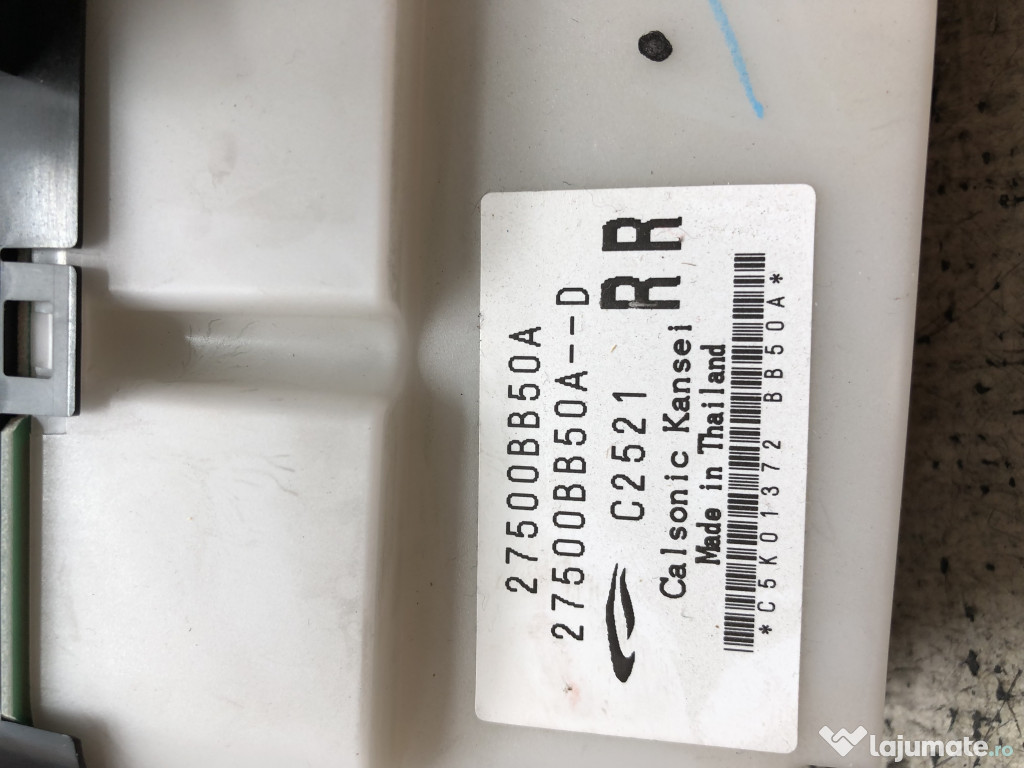 27500BB50A
27500BB50A--D
C2521 RR
Calsonic Kansei
Made in Thailand
*C5K01372 BB50A*
lajumate.ro